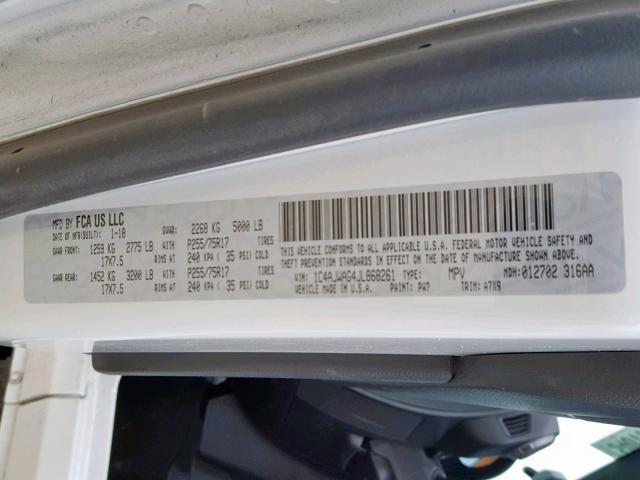 MFD BY FCA US LLC
DATE OF MFR(BUILT): 1-18 GVWR: 2268 KG 5000 LB
GAWR FRONT: 1259 KG 2775 LB WITH P255/75R17 TIRES
17X7.5 RIMS AT 240 KPA ( 35 PSI) COLD
GAWR REAR: 1452 KG 3200 LB WITH P255/75R17 TIRES
17X7.5 RIMS AT 240 KPA ( 35 PSI) COLD
THIS VEHICLE CONFORMS TO ALL APPLICABLE U.S.A. FEDERAL MOTOR VEHICLE SAFETY
AND THEFT PREVENTION STANDARDS IN EFFECT ON THE DATE OF MANUFACTURE SHOWN ABOVE.
VIN: 1C4AJWAG4JL868261 TYPE: MPV MDH: 012702 316AA
VEHICLE MADE IN U.S.A. PAINT: PW7 TRIM: A7X9